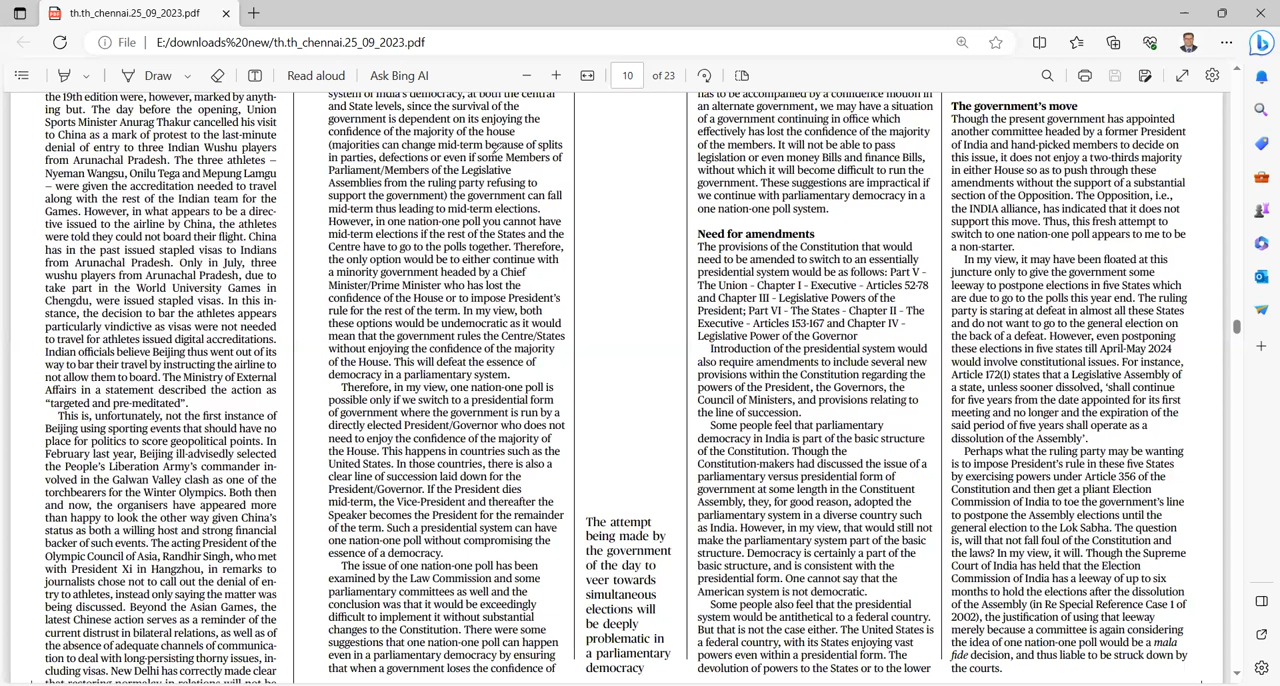 th.th_chennai.25_09_2023.pdf
File
E:/downloads%20new/th.th_chennai.25_09_2023.pdf
Draw
Read aloud
Ask Bing AI
10
of 23
the 19th edition were, however, marked by anyth-
ing but. The day before the opening, Union
Sports Minister Anurag Thakur cancelled his visit
to China as a mark of protest to the last-minute
denial of entry to three Indian Wushu players
from Arunachal Pradesh. The three athletes –
Nyeman Wangsu, Onilu Tega and Mepung Lamgu
– were given the accreditation needed to travel
along with the rest of the Indian team for the
Games. However, in what appears to be a direc-
tive issued to the airline by China, the athletes
were told they could not board their flight. China
has in the past issued stapled visas to Indians
from Arunachal Pradesh. Only in July, three
wushu players from Arunachal Pradesh, due to
take part in the World University Games in
Chengdu, were issued stapled visas. In this in-
stance, the decision to bar the athletes appears
particularly vindictive as visas were not needed
to travel for athletes issued digital accreditations.
Indian officials believe Beijing thus went out of its
way to bar their travel by instructing the airline to
not allow them to board. The Ministry of External
Affairs in a statement described the action as
“targeted and pre-meditated”.
This is, unfortunately, not the first instance of
Beijing using sporting events that should have no
place for politics to score geopolitical points. In
February last year, Beijing ill-advisedly selected
the People’s Liberation Army’s commander in-
volved in the Galwan Valley clash as one of the
torchbearers for the Winter Olympics. Both then
and now, the organisers have appeared more
than happy to look the other way given China’s
status as both a willing host and strong financial
backer of such events. The acting President of the
Olympic Council of Asia, Randhir Singh, who met
with President Xi in Hangzhou, in remarks to
journalists chose not to call out the denial of en-
try to athletes, instead only saying the matter was
being discussed. Beyond the Asian Games, the
latest Chinese action serves as a reminder of the
current distrust in bilateral relations, as well as of
the absence of adequate channels of communica-
tion to deal with long-persisting thorny issues, in-
cluding visas. New Delhi has correctly made clear
that restoring normalcy in relations will not be
system of India’s democracy, at both the central
and State levels, since the survival of the
government is dependent on its enjoying the
confidence of the majority of the house
(majorities can change mid-term because of splits
in parties, defections or even if some Members of
Parliament/Members of the Legislative
Assemblies from the ruling party refusing to
support the government) the government can fall
mid-term thus leading to mid-term elections.
However, in one nation-one poll you cannot have
mid-term elections if the rest of the States and the
Centre have to go to the polls together. Therefore,
the only option would be to either continue with
a minority government headed by a Chief
Minister/Prime Minister who has lost the
confidence of the House or to impose President’s
rule for the rest of the term. In my view, both
these options would be undemocratic as it would
mean that the government rules the Centre/States
without enjoying the confidence of the majority
of the House. This will defeat the essence of
democracy in a parliamentary system.
Therefore, in my view, one nation-one poll is
possible only if we switch to a presidential form
of government where the government is run by a
directly elected President/Governor who does not
need to enjoy the confidence of the majority of
the House. This happens in countries such as the
United States. In those countries, there is also a
clear line of succession laid down for the
President/Governor. If the President dies
mid-term, the Vice-President and thereafter the
Speaker becomes the President for the remainder
of the term. Such a presidential system can have
one nation-one poll without compromising the
essence of a democracy.
The issue of one nation-one poll has been
examined by the Law Commission and some
parliamentary committees as well and the
conclusion was that it would be exceedingly
difficult to implement it without substantial
changes to the Constitution. There were some
suggestions that one nation-one poll can happen
even in a parliamentary democracy by ensuring
that when a government loses the confidence of
The attempt
being made by
the government
of the day to
veer towards
simultaneous
elections will
be deeply
problematic in
a parliamentary
democracy
has to be accompanied by a confidence motion in
an alternate government, we may have a situation
of a government continuing in office which
effectively has lost the confidence of the majority
of the members. It will not be able to pass
legislation or even money Bills and finance Bills,
without which it will become difficult to run the
government. These suggestions are impractical if
we continue with parliamentary democracy in a
one nation-one poll system.
Need for amendments
The provisions of the Constitution that would
need to be amended to switch to an essentially
presidential system would be as follows: Part V -
The Union - Chapter I - Executive - Articles 52-78
and Chapter III - Legislative Powers of the
President; Part VI - The States - Chapter II - The
Executive - Articles 153-167 and Chapter IV -
Legislative Power of the Governor
Introduction of the presidential system would
also require amendments to include several new
provisions within the Constitution regarding the
powers of the President, the Governors, the
Council of Ministers, and provisions relating to
the line of succession.
Some people feel that parliamentary
democracy in India is part of the basic structure
of the Constitution. Though the
Constitution-makers had discussed the issue of a
parliamentary versus presidential form of
government at some length in the Constituent
Assembly, they, for good reason, adopted the
parliamentary system in a diverse country such
as India. However, in my view, that would still not
make the parliamentary system part of the basic
structure. Democracy is certainly a part of the
basic structure, and is consistent with the
presidential form. One cannot say that the
American system is not democratic.
Some people also feel that the presidential
system would be antithetical to a federal country.
But that is not the case either. The United States is
a federal country, with its States enjoying vast
powers even within a presidential form. The
devolution of powers to the States or to the lower
The government’s move
Though the present government has appointed
another committee headed by a former President
of India and hand-picked members to decide on
this issue, it does not enjoy a two-thirds majority
in either House so as to push through these
amendments without the support of a substantial
section of the Opposition. The Opposition, i.e.,
the INDIA alliance, has indicated that it does not
support this move. Thus, this fresh attempt to
switch to one nation-one poll appears to me to be
a non-starter.
In my view, it may have been floated at this
juncture only to give the government some
leeway to postpone elections in five States which
are due to go to the polls this year end. The ruling
party is staring at defeat in almost all these States
and do not want to go to the general election on
the back of a defeat. However, even postponing
these elections in five states till April-May 2024
would involve constitutional issues. For instance,
Article 172(1) states that a Legislative Assembly of
a state, unless sooner dissolved, ‘shall continue
for five years from the date appointed for its first
meeting and no longer and the expiration of the
said period of five years shall operate as a
dissolution of the Assembly’.
Perhaps what the ruling party may be wanting
is to impose President’s rule in these five States
by exercising powers under Article 356 of the
Constitution and then get a pliant Election
Commission of India to toe the government’s line
to postpone the Assembly elections until the
general election to the Lok Sabha. The question
is, will that not fall foul of the Constitution and
the laws? In my view, it will. Though the Supreme
Court of India has held that the Election
Commission of India has a leeway of up to six
months to hold the elections after the dissolution
of the Assembly (in Re Special Reference Case 1 of
2002), the justification of using that leeway
merely because a committee is again considering
the idea of one nation-one poll would be a mala
fide decision, and thus liable to be struck down by
the courts.